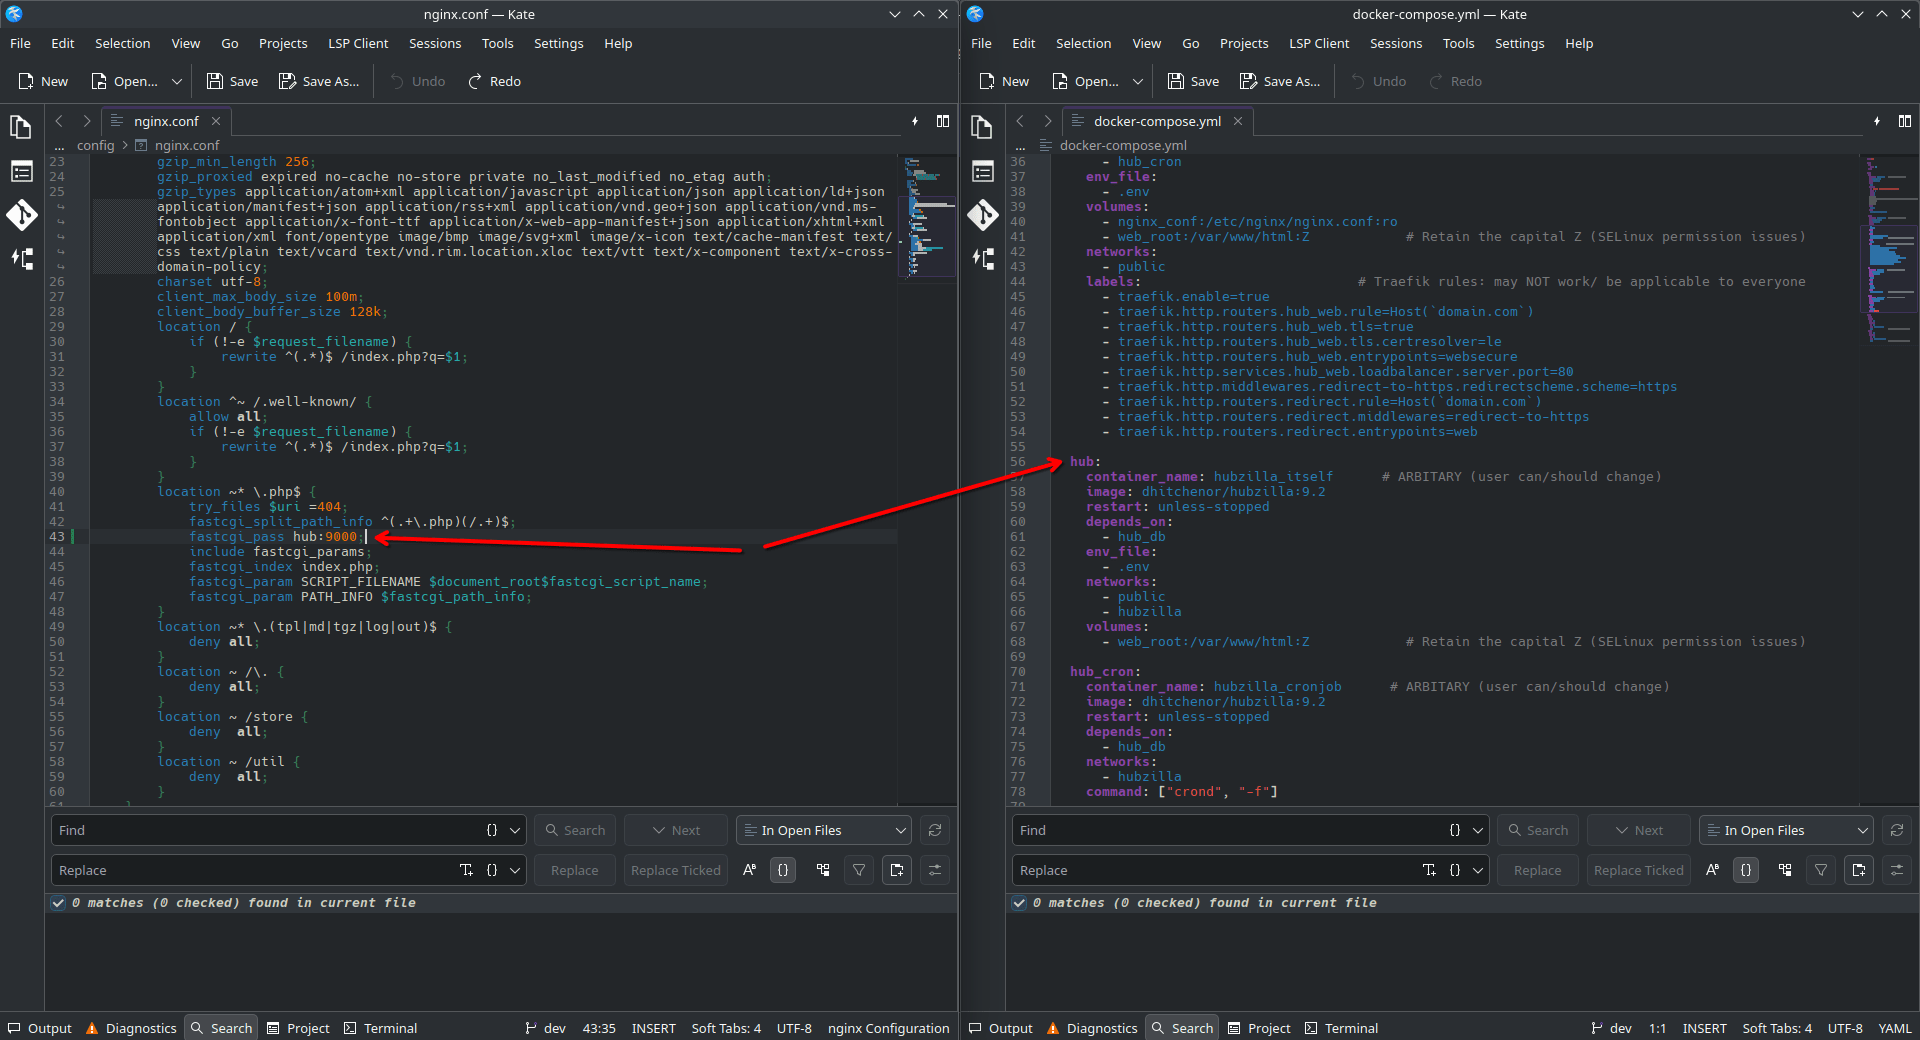 nginx.conf — Kate
File Edit Selection View Go Projects LSP Client Sessions Tools Settings Help
New Open... Save Save As... Undo Redo
nginx.conf
... config > nginx.conf
23 gzip_min_length 256;
24 gzip_proxied expired no-cache no-store private no_last_modified no_etag auth;
25 gzip_types application/atom+xml application/javascript application/json application/ld+json
application/manifest+json application/rss+xml application/vnd.geo+json application/vnd.ms-
fontobject application/x-font-ttf application/x-web-app-manifest+json application/xhtml+xml
application/xml font/opentype image/bmp image/svg+xml image/x-icon text/cache-manifest text/
css text/plain text/vcard text/vnd.rim.location.xloc text/vtt text/x-component text/x-cross-
domain-policy;
26 charset utf-8;
27 client_max_body_size 100m;
28 client_body_buffer_size 128k;
29 location / {
30 if (!-e $request_filename) {
31 rewrite ^(.*)$ /index.php?q=$1;
32 }
33 }
34 location ^~ /.well-known/ {
35 allow all;
36 if (!-e $request_filename) {
37 rewrite ^(.*)$ /index.php?q=$1;
38 }
39 }
40 location ~* \.php$ {
41 try_files $uri =404;
42 fastcgi_split_path_info ^(.+\.php)(/.+)$;
43 fastcgi_pass hub:9000;
44 include fastcgi_params;
45 fastcgi_index index.php;
46 fastcgi_param SCRIPT_FILENAME $document_root$fastcgi_script_name;
47 fastcgi_param PATH_INFO $fastcgi_path_info;
48 }
49 location ~* \.(tpl|md|tgz|log|out)$ {
50 deny all;
51 }
52 location ~ /\. {
53 deny all;
54 }
55 location ~ /store {
56 deny  all;
57 }
58 location ~ /util {
59 deny  all;
60 }
61 }
Find {} Search Next In Open Files
Replace {} Replace Replace Ticked {}
0 matches (0 checked) found in current file
Output Diagnostics Search Project Terminal dev 43:35 INSERT Soft Tabs: 4 UTF-8 nginx Configuration
docker-compose.yml — Kate
File Edit Selection View Go Projects LSP Client Sessions Tools Settings Help
New Open... Save Save As... Undo Redo
docker-compose.yml
... docker-compose.yml
36 - hub_cron
37 env_file:
38 - .env
39 volumes:
40 - nginx_conf:/etc/nginx/nginx.conf:ro
41 - web_root:/var/www/html:Z # Retain the capital Z (SELinux permission issues)
42 networks:
43 - public
44 labels: # Traefik rules: may NOT work/ be applicable to everyone
45 - traefik.enable=true
46 - traefik.http.routers.hub_web.rule=Host(`domain.com`)
47 - traefik.http.routers.hub_web.tls=true
48 - traefik.http.routers.hub_web.tls.certresolver=le
49 - traefik.http.routers.hub_web.entrypoints=websecure
50 - traefik.http.services.hub_web.loadbalancer.server.port=80
51 - traefik.http.middlewares.redirect-to-https.redirectscheme.scheme=https
52 - traefik.http.routers.redirect.rule=Host(`domain.com`)
53 - traefik.http.routers.redirect.middlewares=redirect-to-https
54 - traefik.http.routers.redirect.entrypoints=web
55
56 hub:
57 container_name: hubzilla_itself # ARBITARY (user can/should change)
58 image: dhitchenor/hubzilla:9.2
59 restart: unless-stopped
60 depends_on:
61 - hub_db
62 env_file:
63 - .env
64 networks:
65 - public
66 - hubzilla
67 volumes:
68 - web_root:/var/www/html:Z # Retain the capital Z (SELinux permission issues)
69
70 hub_cron:
71 container_name: hubzilla_cronjob # ARBITARY (user can/should change)
72 image: dhitchenor/hubzilla:9.2
73 restart: unless-stopped
74 depends_on:
75 - hub_db
76 networks:
77 - hubzilla
78 command: ["crond", "-f"]
79
Find {} Search Next In Open Files
Replace {} Replace Replace Ticked {}
0 matches (0 checked) found in current file
Output Diagnostics Search Project Terminal dev 1:1 INSERT Soft Tabs: 4 UTF-8 YAML